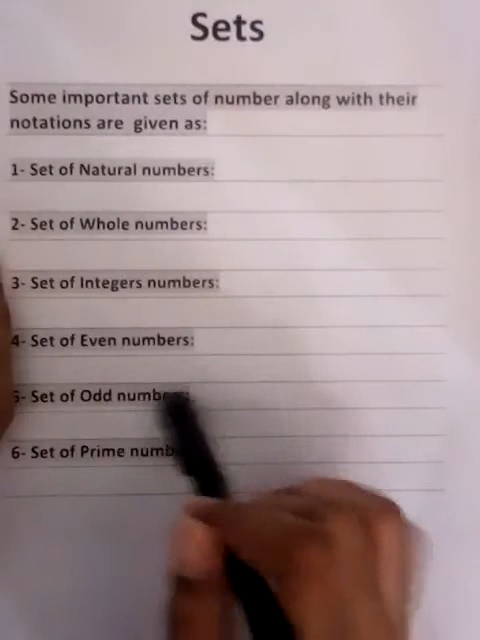 Sets
Some important sets of number along with their
notations are given as:
1- Set of Natural numbers:
2- Set of Whole numbers:
3- Set of Integers numbers:
4- Set of Even numbers:
5- Set of Odd
6- Set of Prime